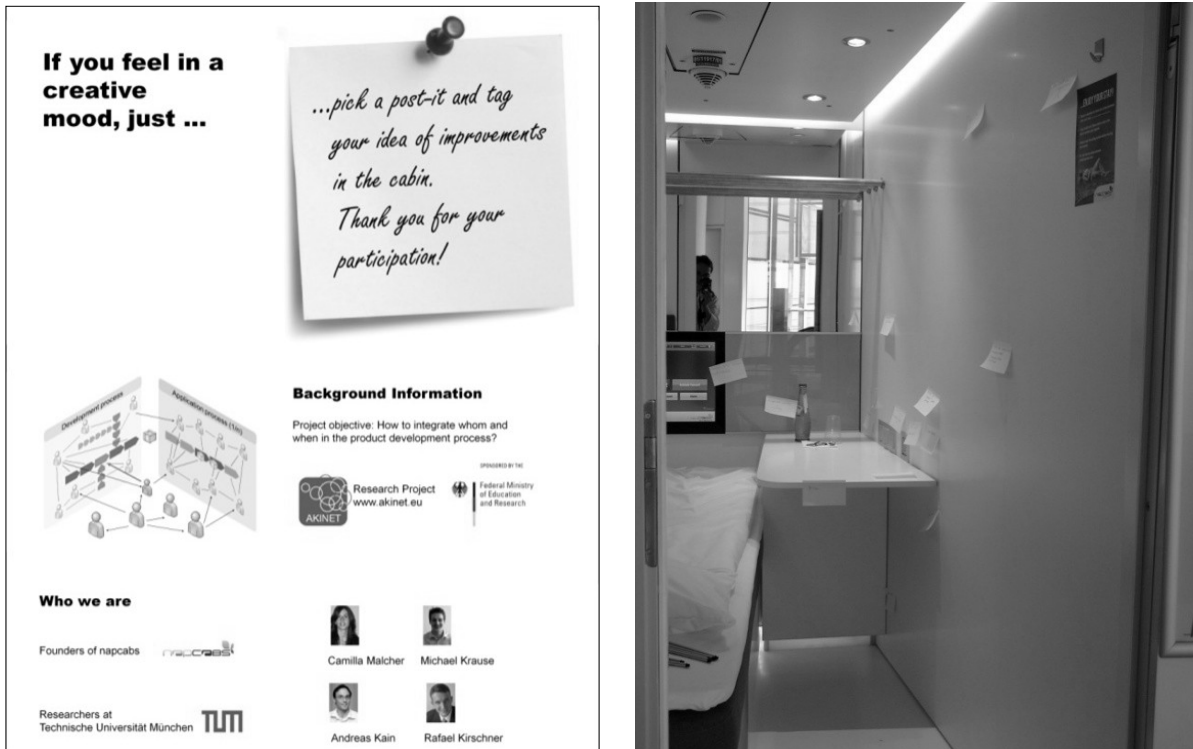 If you feel in a
creative
mood, just ...
...pick a post-it and tag
your idea of improvements
in the cabin.
Thank you for your
participation!
Development process
Application process (1m)
Background Information
Project objective: How to integrate whom and
when in the product development process?
SPONSORED BY THE
AKINET
Research Project
www.akinet.eu
Federal Ministry
of Education
and Research
Who we are
Founders of napcabs
napcabs
Researchers at
Technische Universität München
TUM
Camilla Malcher
Michael Krause
Andreas Kain
Rafael Kirschner